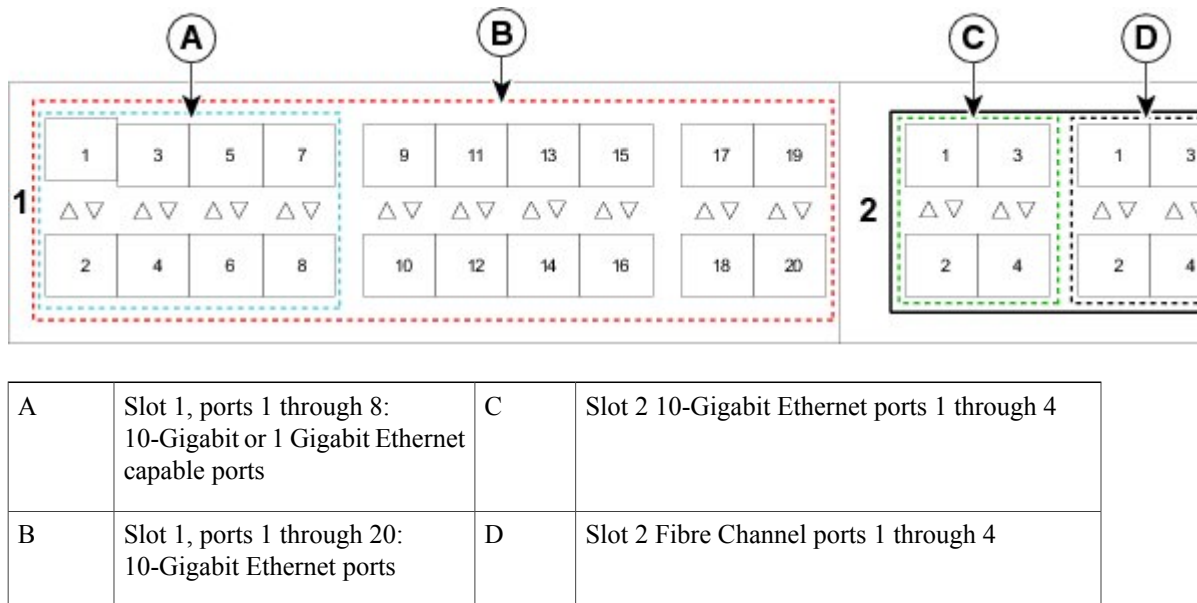 A B C D
1 3 5 7 9 11 13 15 17 19 1 3 1 3
1 2
2 4 6 8 10 12 14 16 18 20 2 4 2 4
A Slot 1, ports 1 through 8: C Slot 2 10-Gigabit Ethernet ports 1 through 4
10-Gigabit or 1 Gigabit Ethernet
capable ports
B Slot 1, ports 1 through 20: D Slot 2 Fibre Channel ports 1 through 4
10-Gigabit Ethernet ports